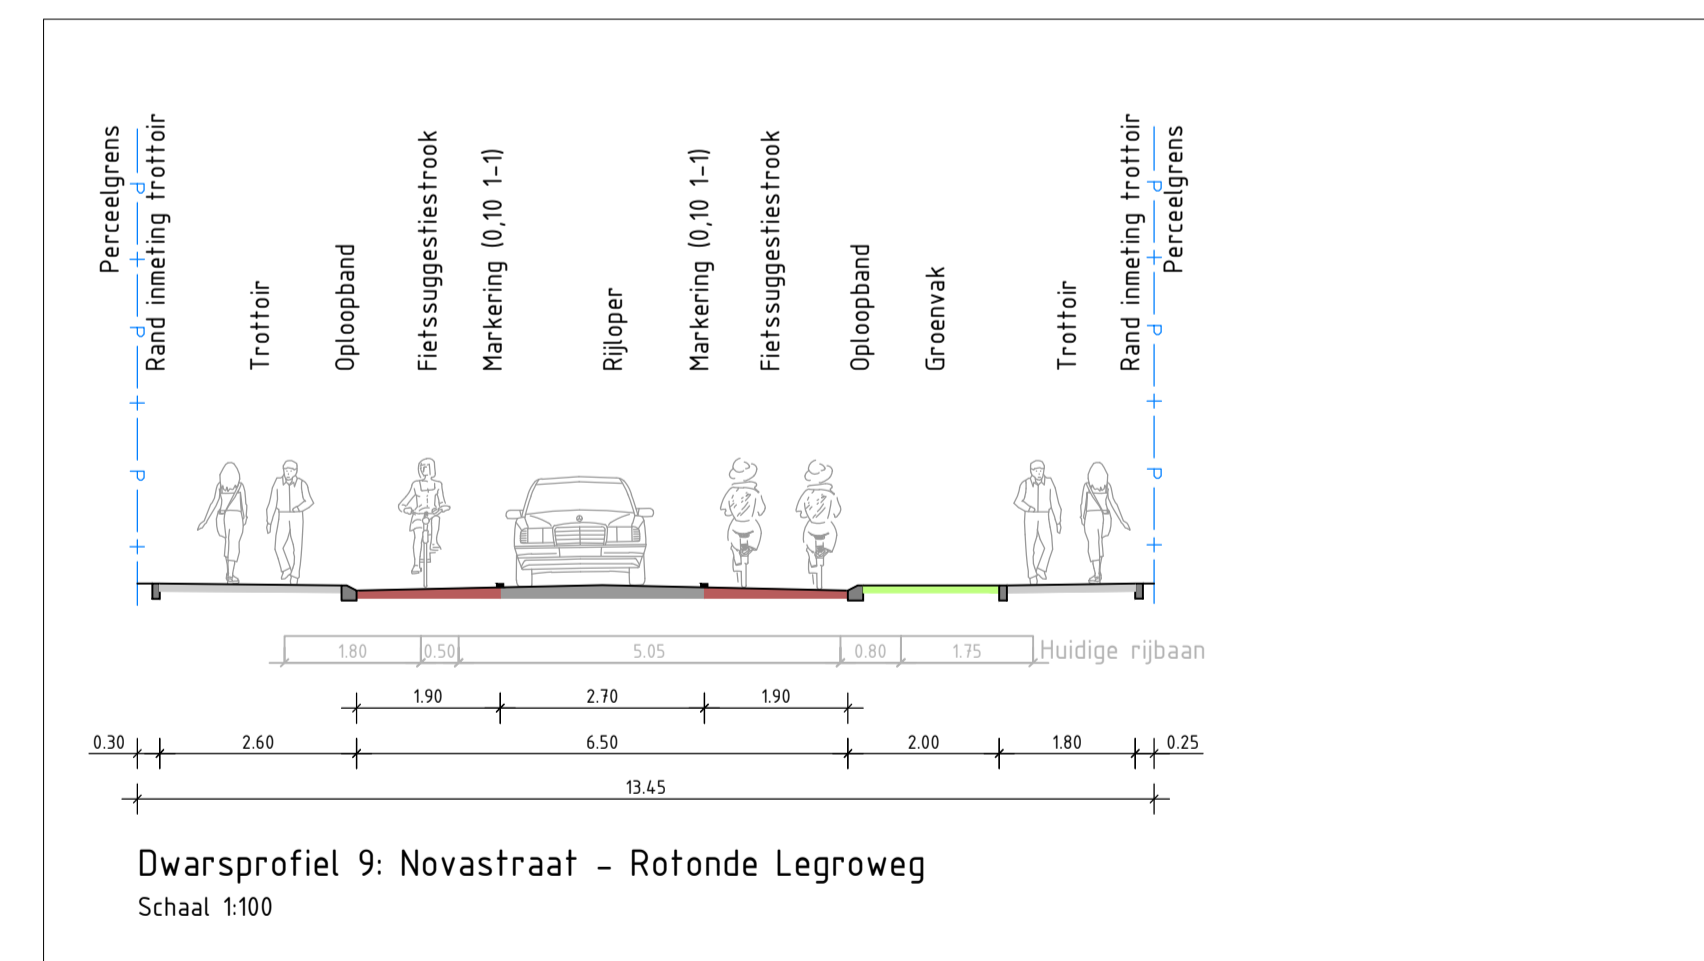 Perceelgrens
Rand inmeting trottoir
Trottoir
Oploopband
Fietssuggestiestrook
Markering (0,10 1-1)
Rijloper
Markering (0,10 1-1)
Fietssuggestiestrook
Oploopband
Groenvak
Trottoir
Rand inmeting trottoir
Perceelgrens
P P
P P
P P
1.80 0.50 5.05 0.80 1.75 Huidige rijbaan
1.90 2.70 1.90
0.30 2.60 6.50 2.00 1.80 0.25
13.45
Dwarsprofiel 9: Novastraat - Rotonde Legroweg
Schaal 1:100